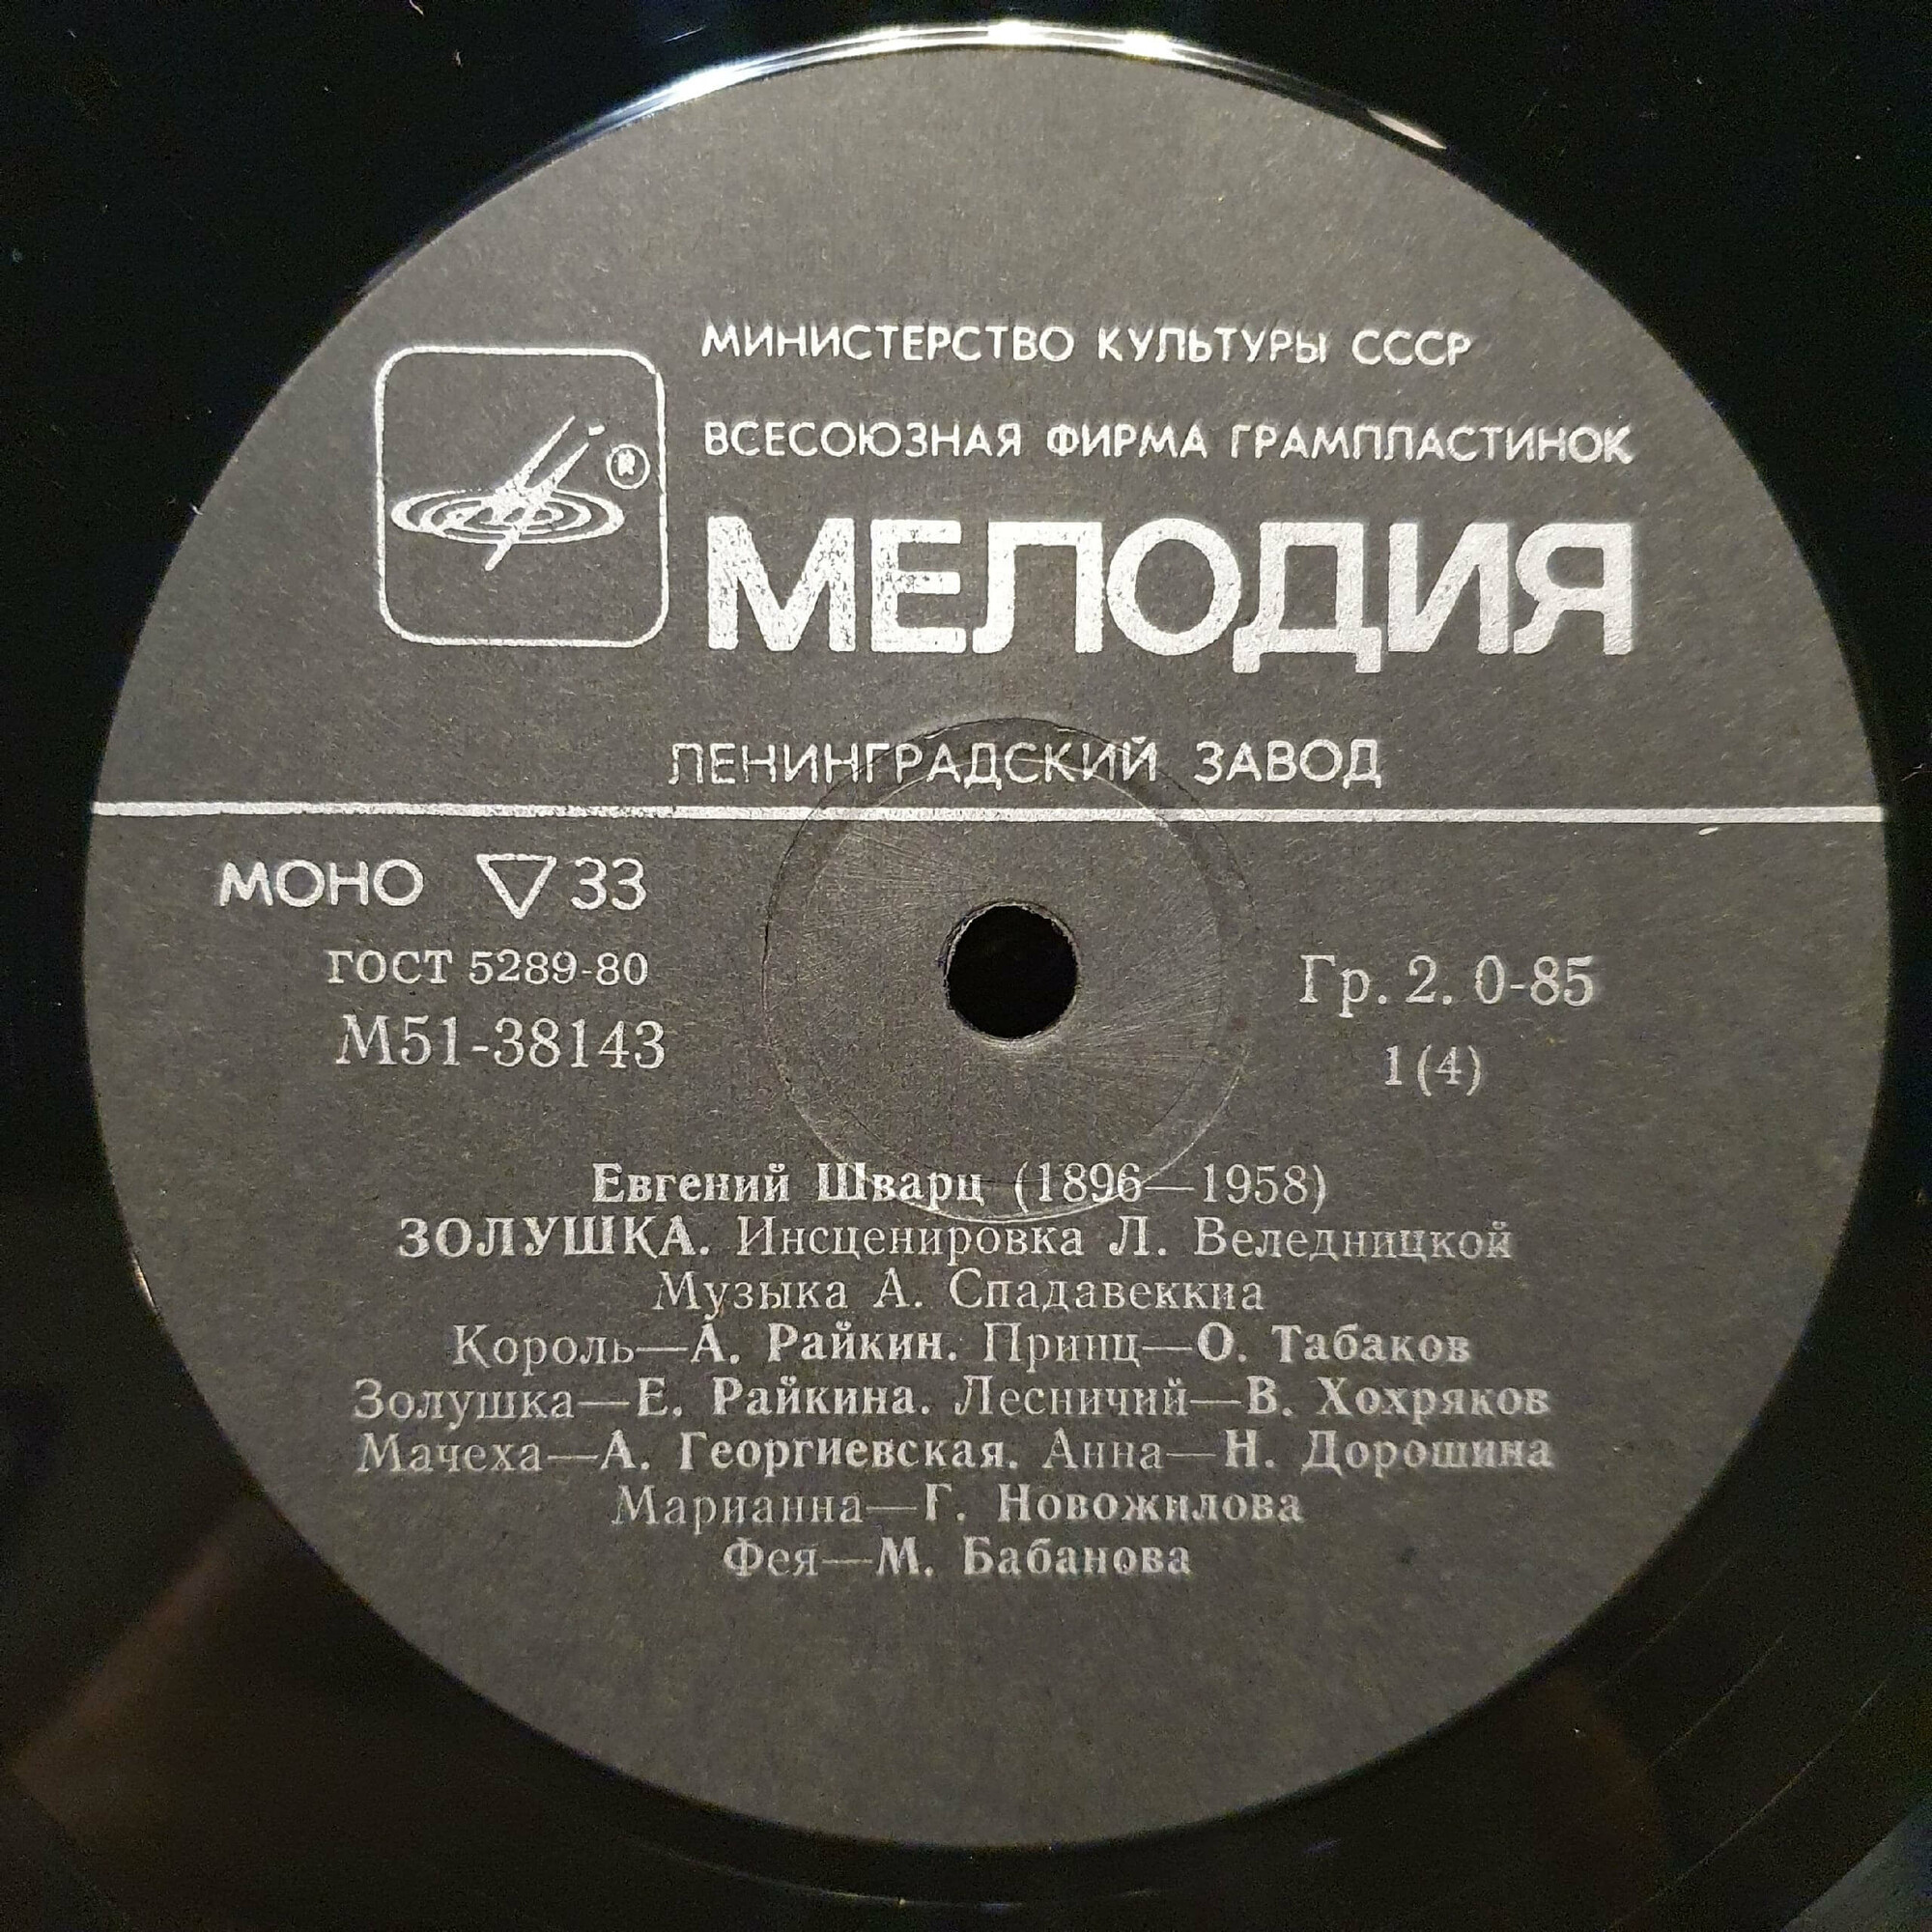 МИНИСТЕРСТВО КУЛЬТУРЫ СССР
ВСЕСОЮЗНАЯ ФИРМА ГРАМПЛАСТИНОК
®
МЕЛОДИЯ
ЛЕНИНГРАДСКИЙ ЗАВОД
МОНО ▽ 33
ГОСТ 5289-80
М51-38143
Гр. 2. 0-85
1(4)
Евгений Шварц (1896—1958)
ЗОЛУШКА. Инсценировка Л. Веледницкой
Музыка А. Спадавеккиа
Король—А. Райкин. Принц—О. Табаков
Золушка—Е. Райкина. Лесничий—В. Хохряков
Мачеха—А. Георгиевская. Анна—Н. Дорошина
Марианна—Г. Новожилова
Фея—М. Бабанова